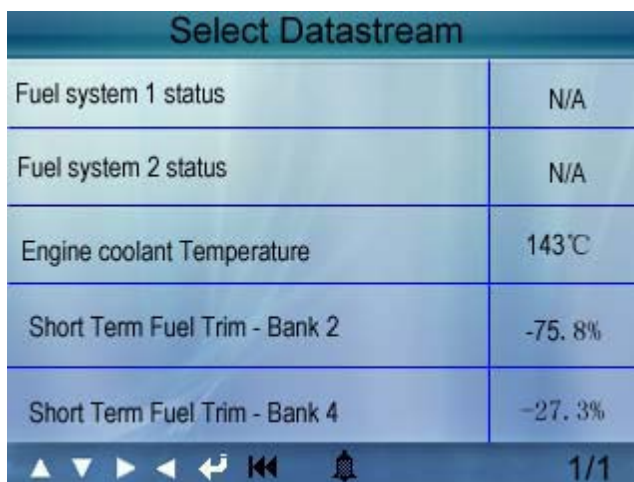 Select Datastream
Fuel system 1 status N/A
Fuel system 2 status N/A
Engine coolant Temperature 143℃
Short Term Fuel Trim - Bank 2 -75.8%
Short Term Fuel Trim - Bank 4 -27.3%
1/1